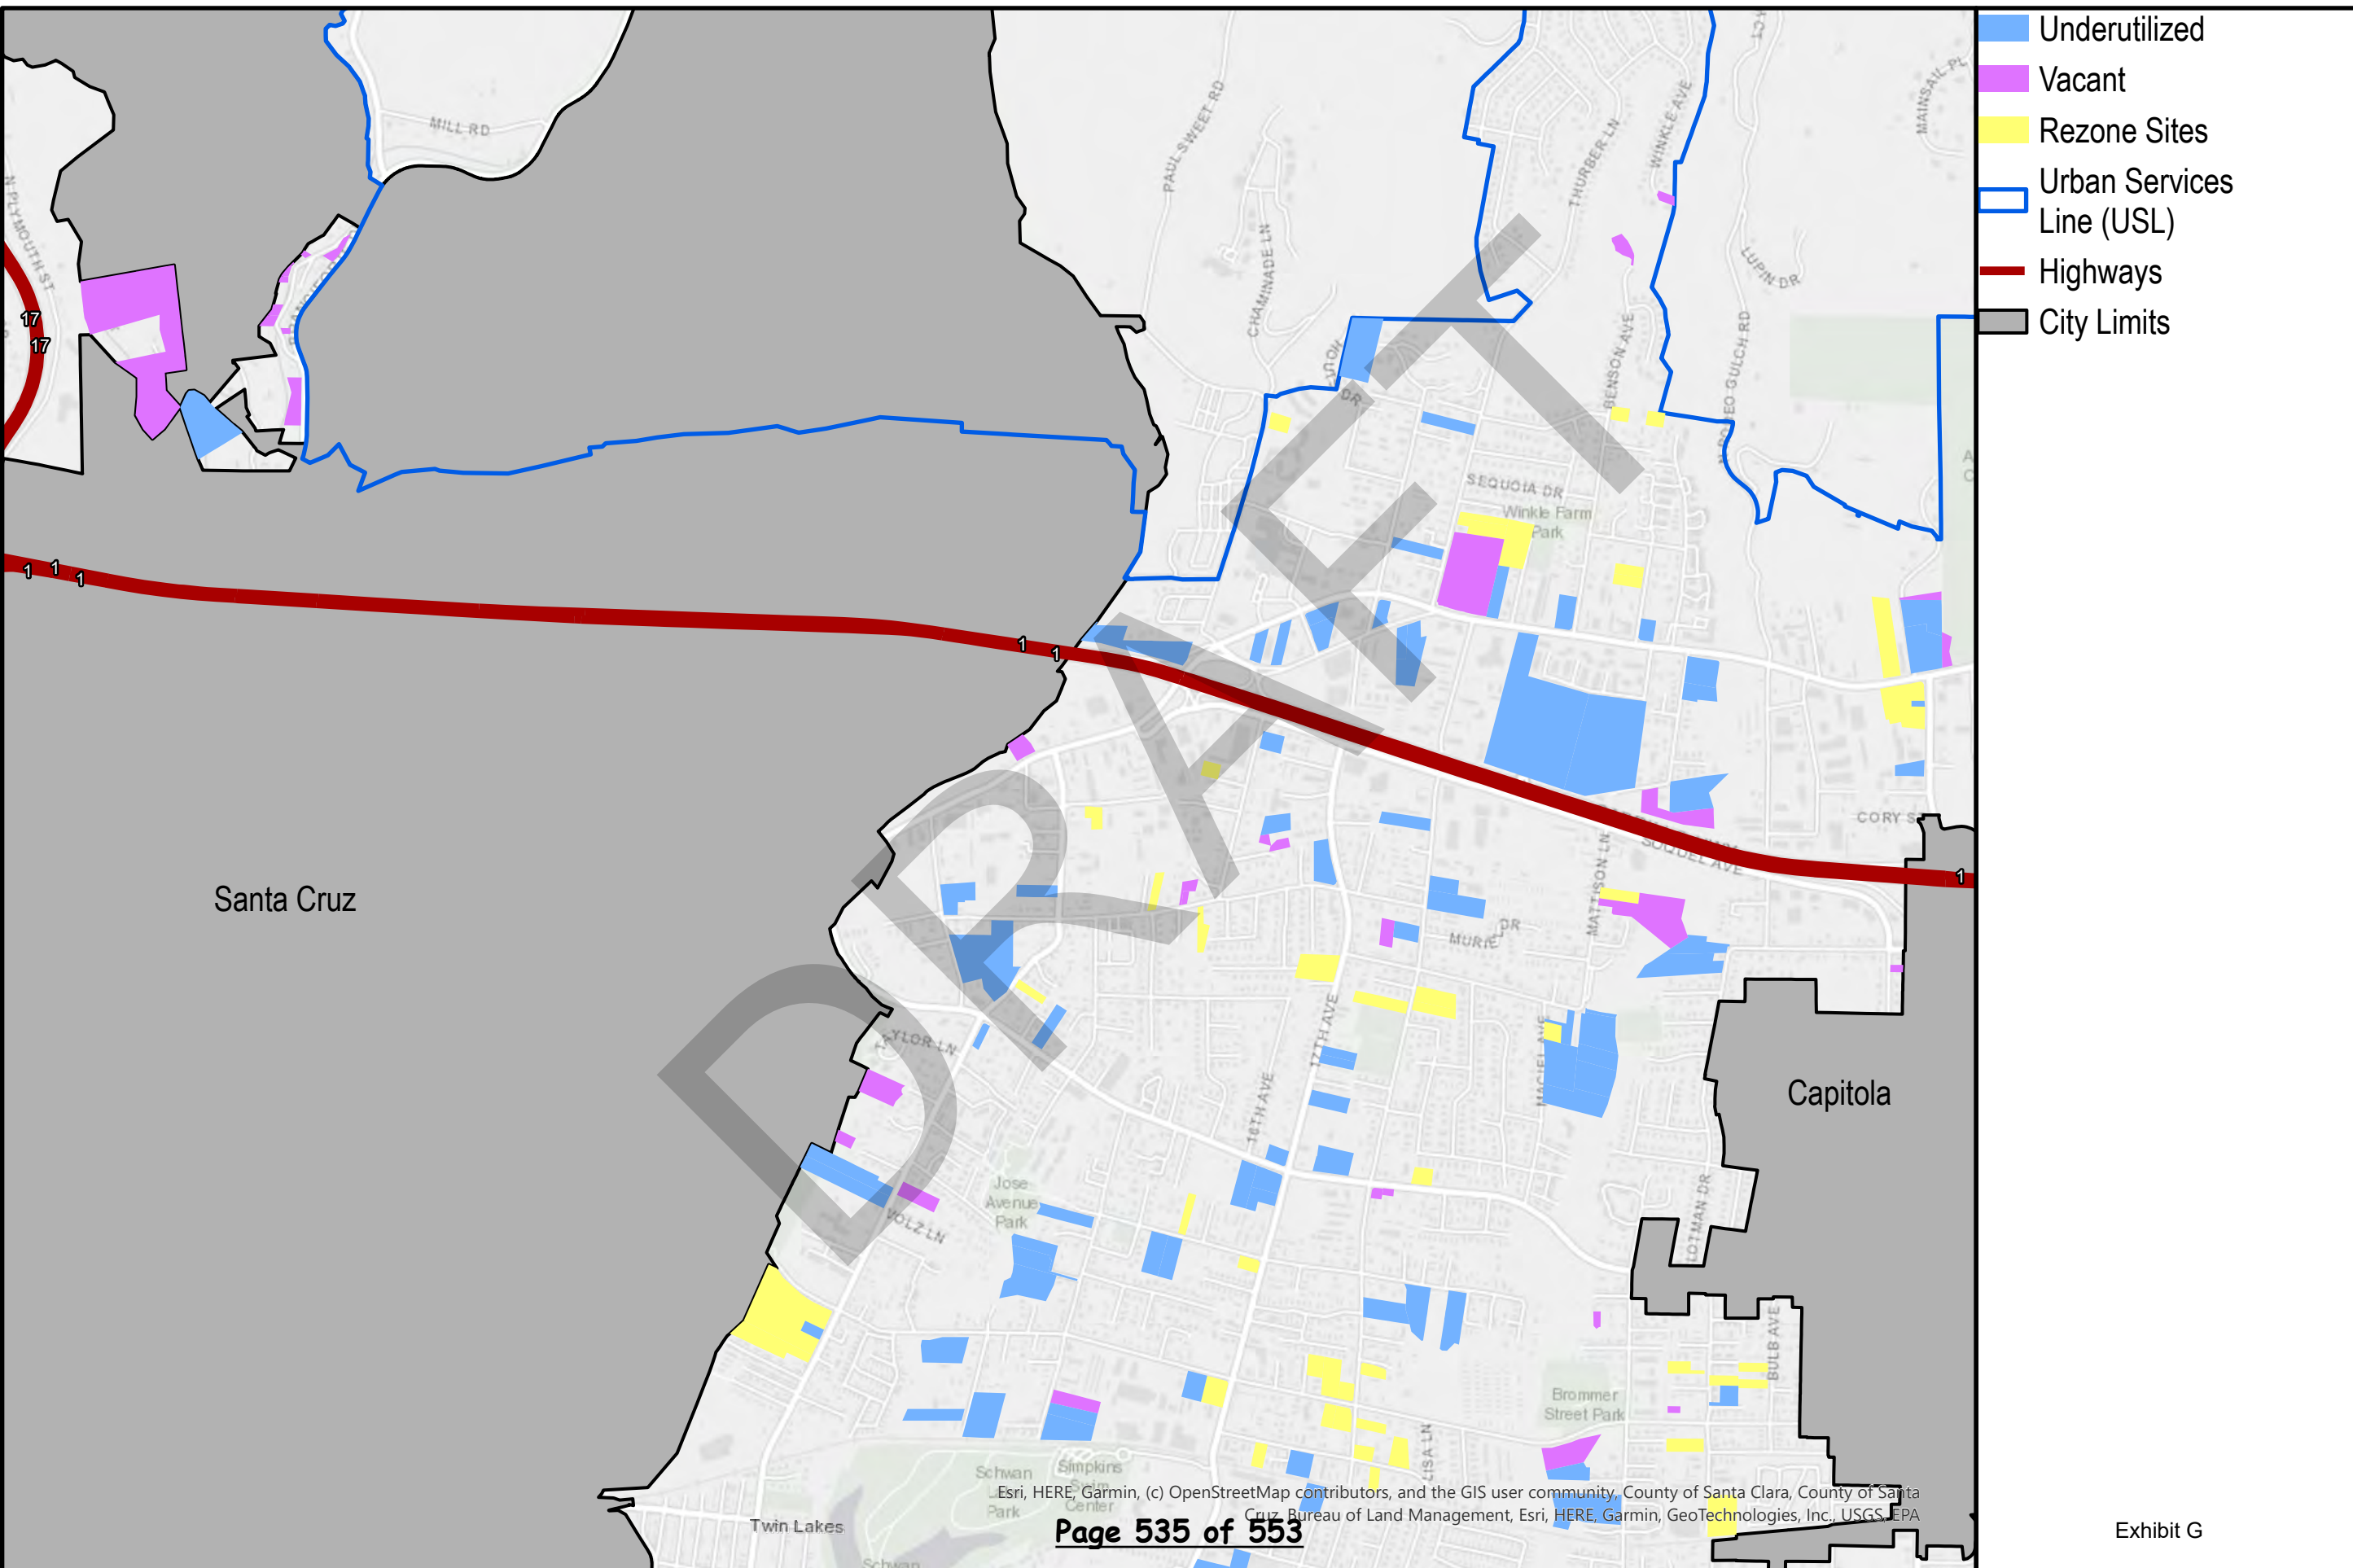 Underutilized
Vacant
Rezone Sites
Urban Services
Line (USL)
Highways
City Limits
MILL RD
N PLYMOUTH ST
17
17
PAUL SWEET RD
CHAMINADE LN
THURBER LN
WINKLE AVE
MAINSAIL PL
LUPIN DR
BENSON AVE
DR
SEQUOIA DR
Winkle Farm
Park
1
1
1
1
1
1
CORY S
SOQUEL AVE
MATTISON LN
MURIEL DR
Santa Cruz
Capitola
DRAFT
TAYLOR LN
17TH AVE
16TH AVE
MACIEL AVE
Jose
Avenue
Park
VOLZ LN
BULB AVE
Brommer
Street Park
LISA LN
Schwan
Park
Simpkins
Swim
Center
Twin Lakes
Schwan
Esri, HERE, Garmin, (c) OpenStreetMap contributors, and the GIS user community, County of Santa Clara, County of Santa
Cruz, Bureau of Land Management, Esri, HERE, Garmin, GeoTechnologies, Inc., USGS, EPA
Page 535 of 553
Exhibit G